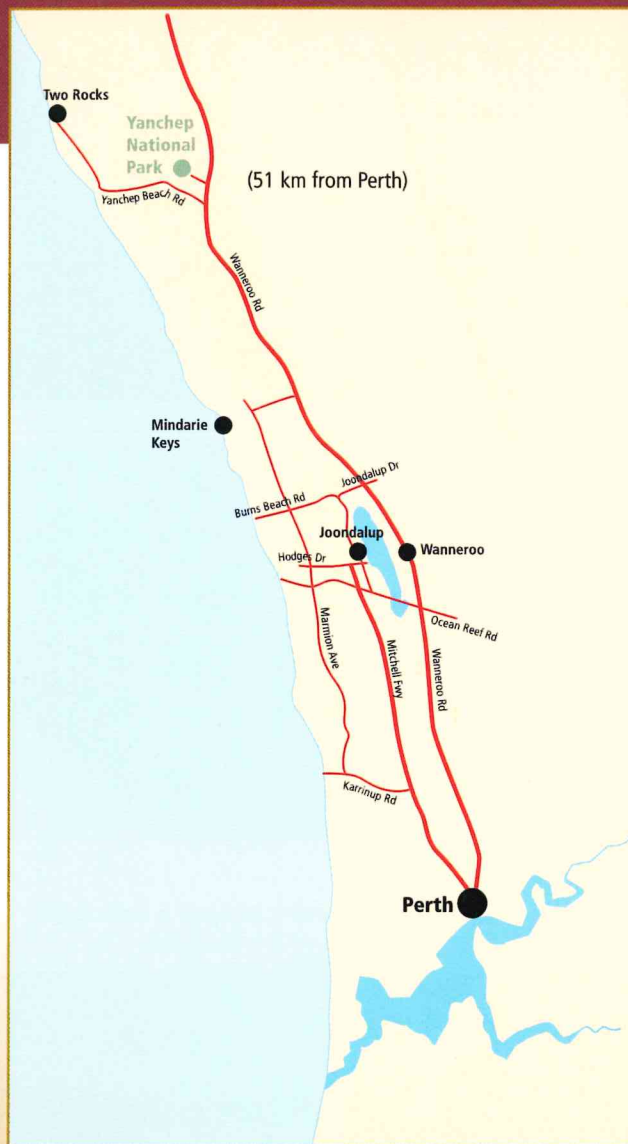 Two Rocks
Yanchep
National
Park
(51 km from Perth)
Yanchep Beach Rd
Wanneroo Rd
Mindarie
Keys
Joondalup Dr
Burns Beach Rd
Joondalup
Wanneroo
Hodges Dr
Ocean Reef Rd
Marmion Ave
Mitchell Fwy
Wanneroo Rd
Karrinup Rd
Perth